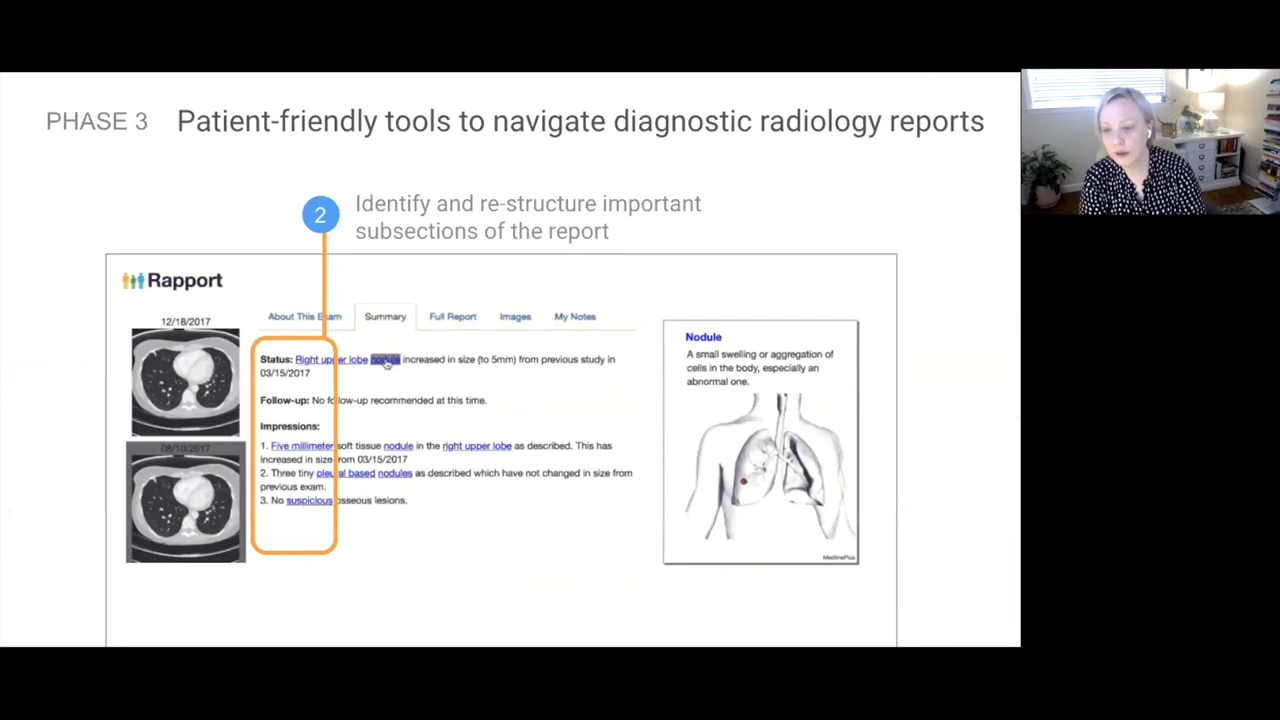 PHASE 3 Patient-friendly tools to navigate diagnostic radiology reports
2 Identify and re-structure important
subsections of the report
Rapport
12/18/2017
08/10/2017
About This Exam Summary Full Report Images My Notes
Status: Right upper lobe nodule increased in size (to 5mm) from previous study in
03/15/2017
Follow-up: No follow-up recommended at this time.
Impressions:
1. Five millimeter soft tissue nodule in the right upper lobe as described. This has
increased in size from 03/15/2017
2. Three tiny pleural based nodules as described which have not changed in size from
previous exam.
3. No suspicious osseous lesions.
Nodule
A small swelling or aggregation of
cells in the body, especially an
abnormal one.
MedlinePlus